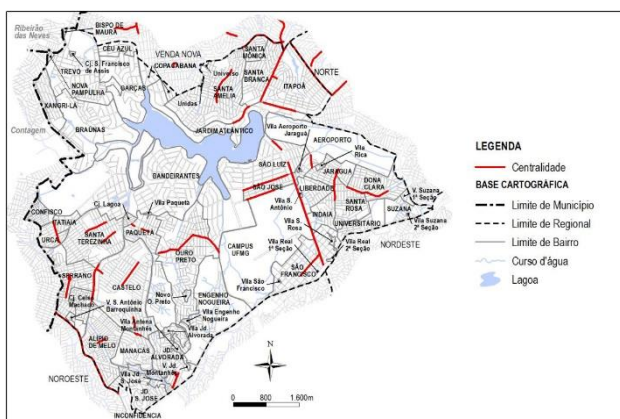 Ribeirão
das Neves
BISPO DE
MAURA
CÉU AZUL
VENDA NOVA
COPACABANA
SANTA
MÔNICA
NORTE
TREVO
Cj. S. Francisco
de Assis
GARÇAS
Universo
SANTA
BRANCA
ITAPOÃ
NOVA
PAMPULHA
SANTA
AMÉLIA
XANGRI-LÁ
Unidas
Contagem
BRAÚNAS
JARDIM ATLÂNTICO
Vila Aeroporto
Jaraguá
AEROPORTO
Vila
Rica
BANDEIRANTES
SÃO LUIZ
JARAGUÁ
DONA
CLARA
SÃO JOSÉ
LIBERDADE
V. Suzana
1ª Seção
SANTA
ROSA
SUZANA
CONFISCO
Cj. Lagoa
Vila Paquetá
Vila S.
Antônio
INDAIÁ
UNIVERSITÁRIO
Vila Suzana
2ª Seção
ITATIAIA
URCA
SANTA
TEREZINHA
PAQUETÁ
V. S.
Rosa
NORDESTE
OURO
PRETO
CAMPUS
UFMG
Vila Real
1ª Seção
Vila Real
2ª Seção
SERRANO
CASTELO
SÃO
FRANCISCO
Cj. Celso
Machado
Novo
O. Preto
ENGENHO
NOGUEIRA
Vila São
Francisco
V. S. Antônio
Barroquinha
Vila Antena
Montanhês
Vila Engenho
Nogueira
ALÍPIO
DE MELO
Vila Jd.
Alvorada
MANACÁS
JD.
ALVORADA
NOROESTE
Vila Jd.
S. José
V. Jd.
Montanhês
JD.
S. JOSÉ
INCONFIDÊNCIA
N
0 800 1.600m
LEGENDA
Centralidade
BASE CARTOGRÁFICA
Limite de Município
Limite de Regional
Limite de Bairro
Curso d'água
Lagoa